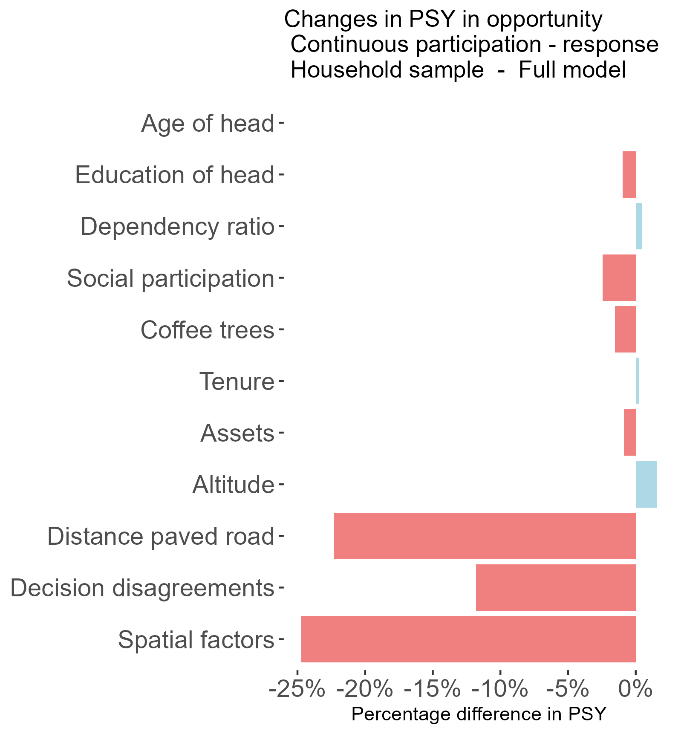 Changes in PSY in opportunity
Continuous participation - response
Household sample - Full model
Age of head
Education of head
Dependency ratio
Social participation
Coffee trees
Tenure
Assets
Altitude
Distance paved road
Decision disagreements
Spatial factors
-25% -20% -15% -10% -5% 0%
Percentage difference in PSY